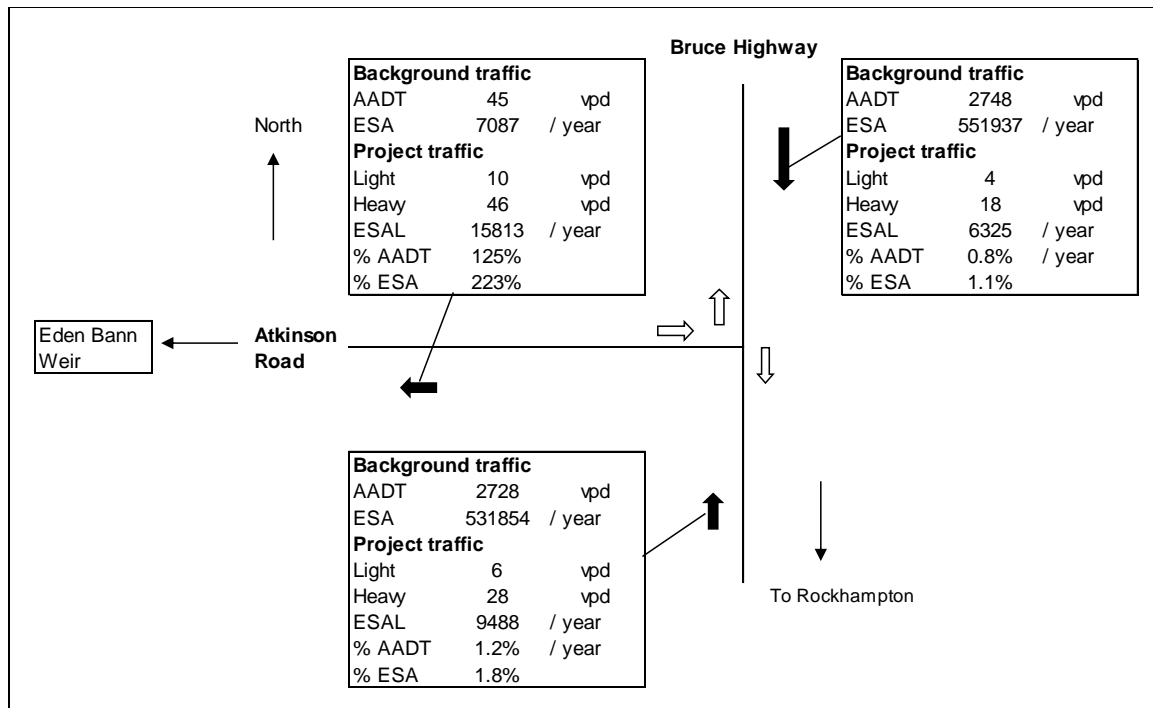 Bruce Highway
Background traffic
AADT 45 vpd
ESA 7087 / year
Project traffic
Light 10 vpd
Heavy 46 vpd
ESAL 15813 / year
% AADT 125%
% ESA 223%
Background traffic
AADT 2748 vpd
ESA 551937 / year
Project traffic
Light 4 vpd
Heavy 18 vpd
ESAL 6325 / year
% AADT 0.8% / year
% ESA 1.1%
North
Eden Bann
Weir
Atkinson
Road
Background traffic
AADT 2728 vpd
ESA 531854 / year
Project traffic
Light 6 vpd
Heavy 28 vpd
ESAL 9488 / year
% AADT 1.2% / year
% ESA 1.8%
To Rockhampton